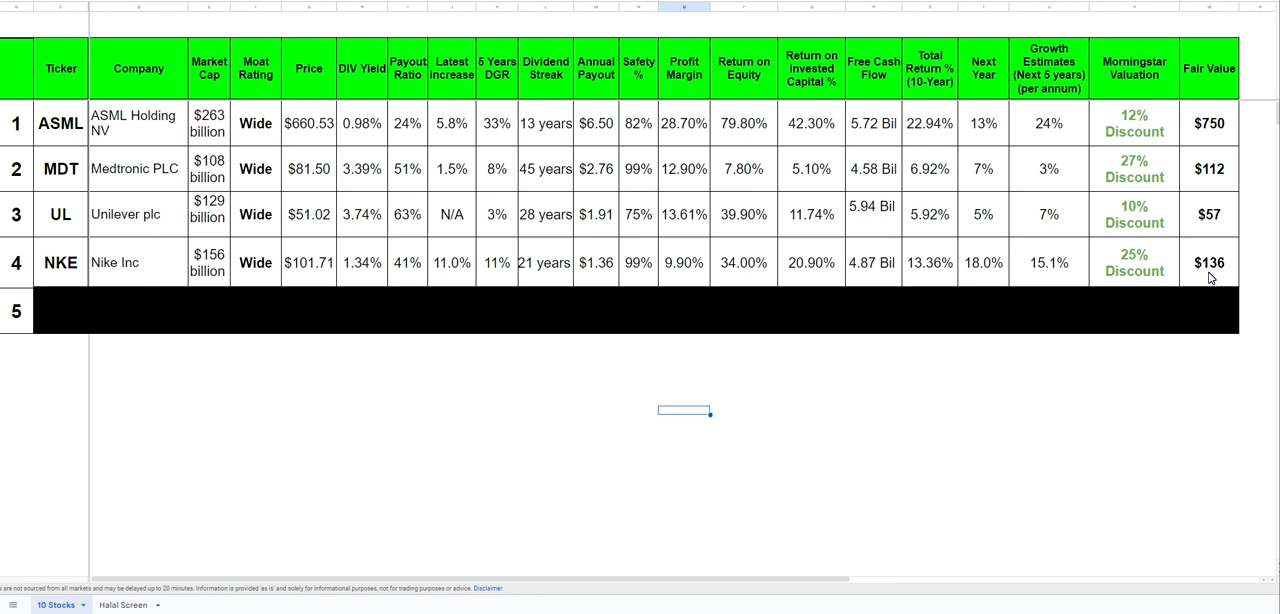 Ticker Company Market Cap Moat Rating Price DIV Yield Payout Ratio Latest increase 5 Years DGR Dividend Streak Annual Payout Safety % Profit Margin Return on Equity Return on Invested Capital % Free Cash Flow Total Return % (10-Year) Next Year Growth Estimates (Next 5 years) (per annum) Morningstar Valuation Fair Value
1 ASML ASML Holding NV $263 billion Wide $660.53 0.98% 24% 5.8% 33% 13 years $6.50 82% 28.70% 79.80% 42.30% 5.72 Bil 22.94% 13% 24% 12% Discount $750
2 MDT Medtronic PLC $108 billion Wide $81.50 3.39% 51% 1.5% 8% 45 years $2.76 99% 12.90% 7.80% 5.10% 4.58 Bil 6.92% 7% 3% 27% Discount $112
3 UL Unilever plc $129 billion Wide $51.02 3.74% 63% N/A 3% 28 years $1.91 75% 13.61% 39.90% 11.74% 5.94 Bil 5.92% 5% 7% 10% Discount $57
4 NKE Nike Inc $156 billion Wide $101.71 1.34% 41% 11.0% 11% 21 years $1.36 99% 9.90% 34.00% 20.90% 4.87 Bil 13.36% 18.0% 15.1% 25% Discount $136
5
s are not sourced from all markets and may be delayed up to 20 minutes. Information is provided 'as is' and solely for informational purposes, not for trading purposes or advice. Disclaimer
10 Stocks Halal Screen